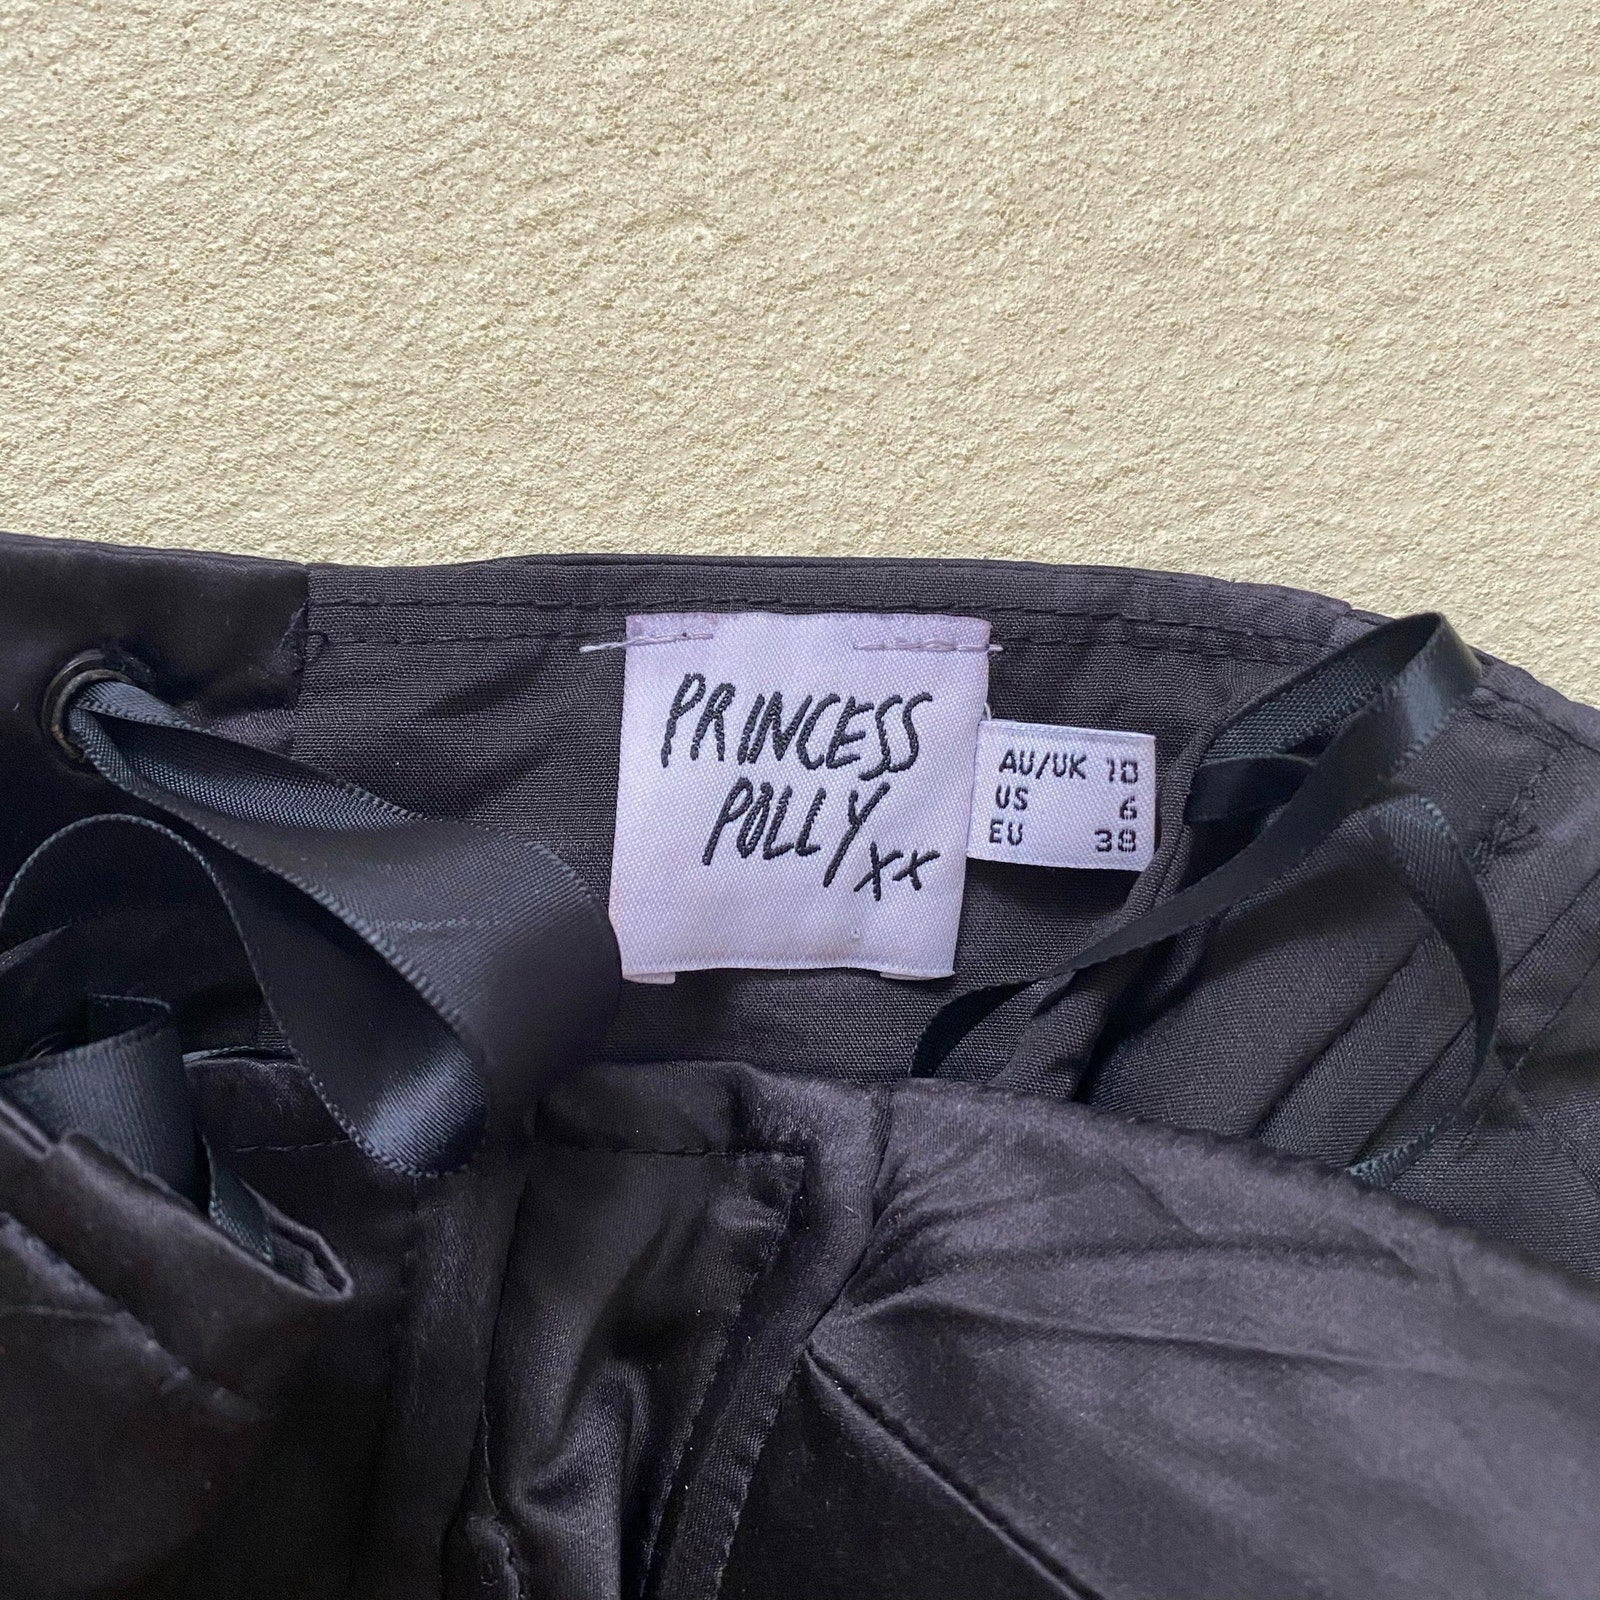 PRINCESS
POLLY xx
AU/UK 10
US 6
EU 38